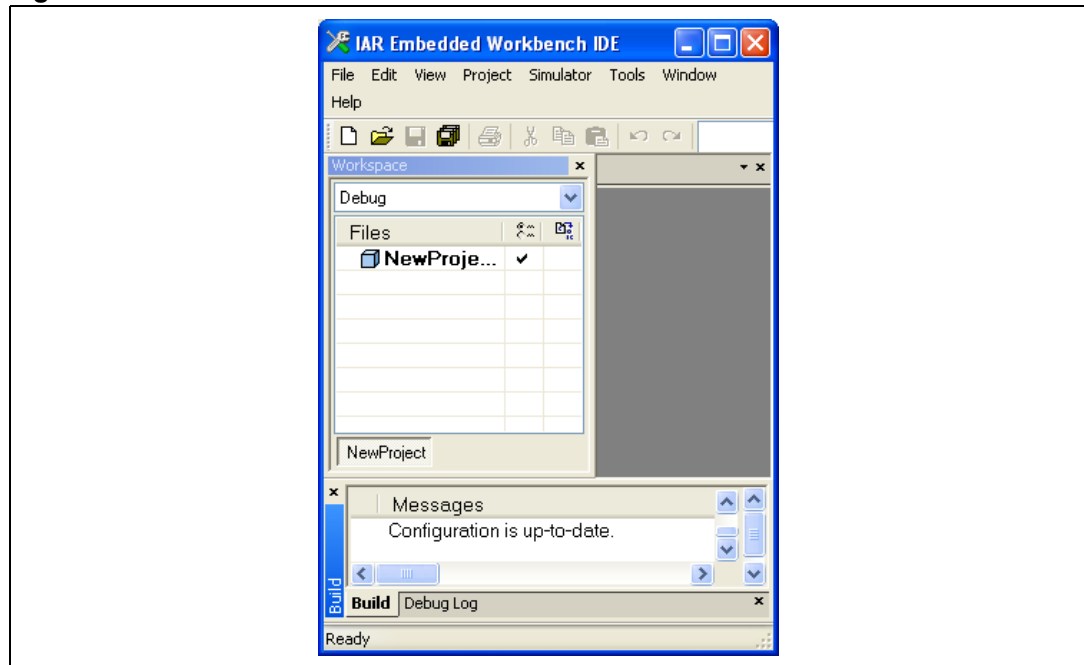 IAR Embedded Workbench IDE
File Edit View Project Simulator Tools Window
Help
Workspace
Debug
Files
NewProje...
NewProject
Messages
Configuration is up-to-date.
Build
Build Debug Log
Ready